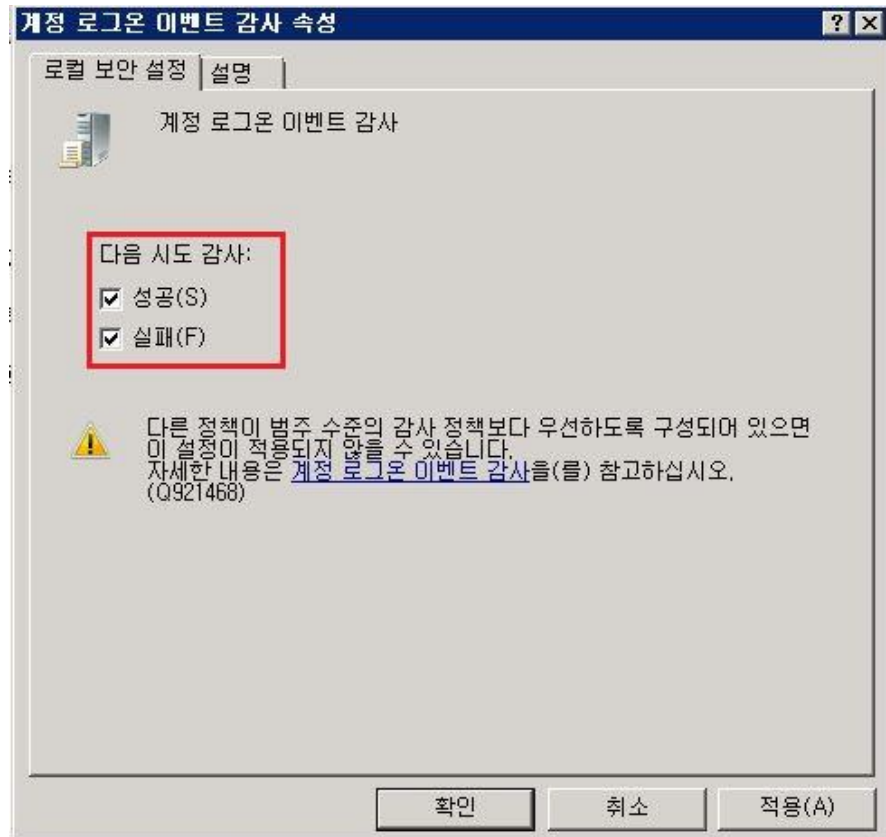 계정 로그온 이벤트 감사 속성
로컬 보안 설정
설명
계정 로그온 이벤트 감사
다음 시도 감사:
성공(S)
실패(F)
다른 정책이 범주 수준의 감사 정책보다 우선하도록 구성되어 있으면
이 설정이 적용되지 않을 수 있습니다.
자세한 내용은 계정 로그온 이벤트 감사을(를) 참고하십시오.
(Q921468)
확인
취소
적용(A)